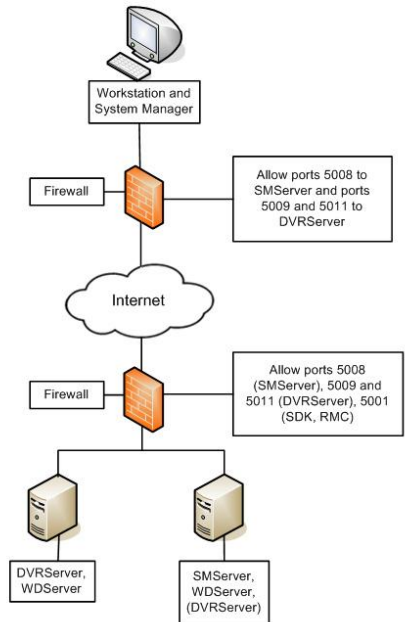 Workstation and
System Manager
Firewall
Allow ports 5008 to
SMServer and ports
5009 and 5011 to
DVRServer
Internet
Firewall
Allow ports 5008
(SMServer), 5009 and
5011 (DVRServer), 5001
(SDK, RMC)
DVRServer,
WDServer
SMServer,
WDServer,
(DVRServer)